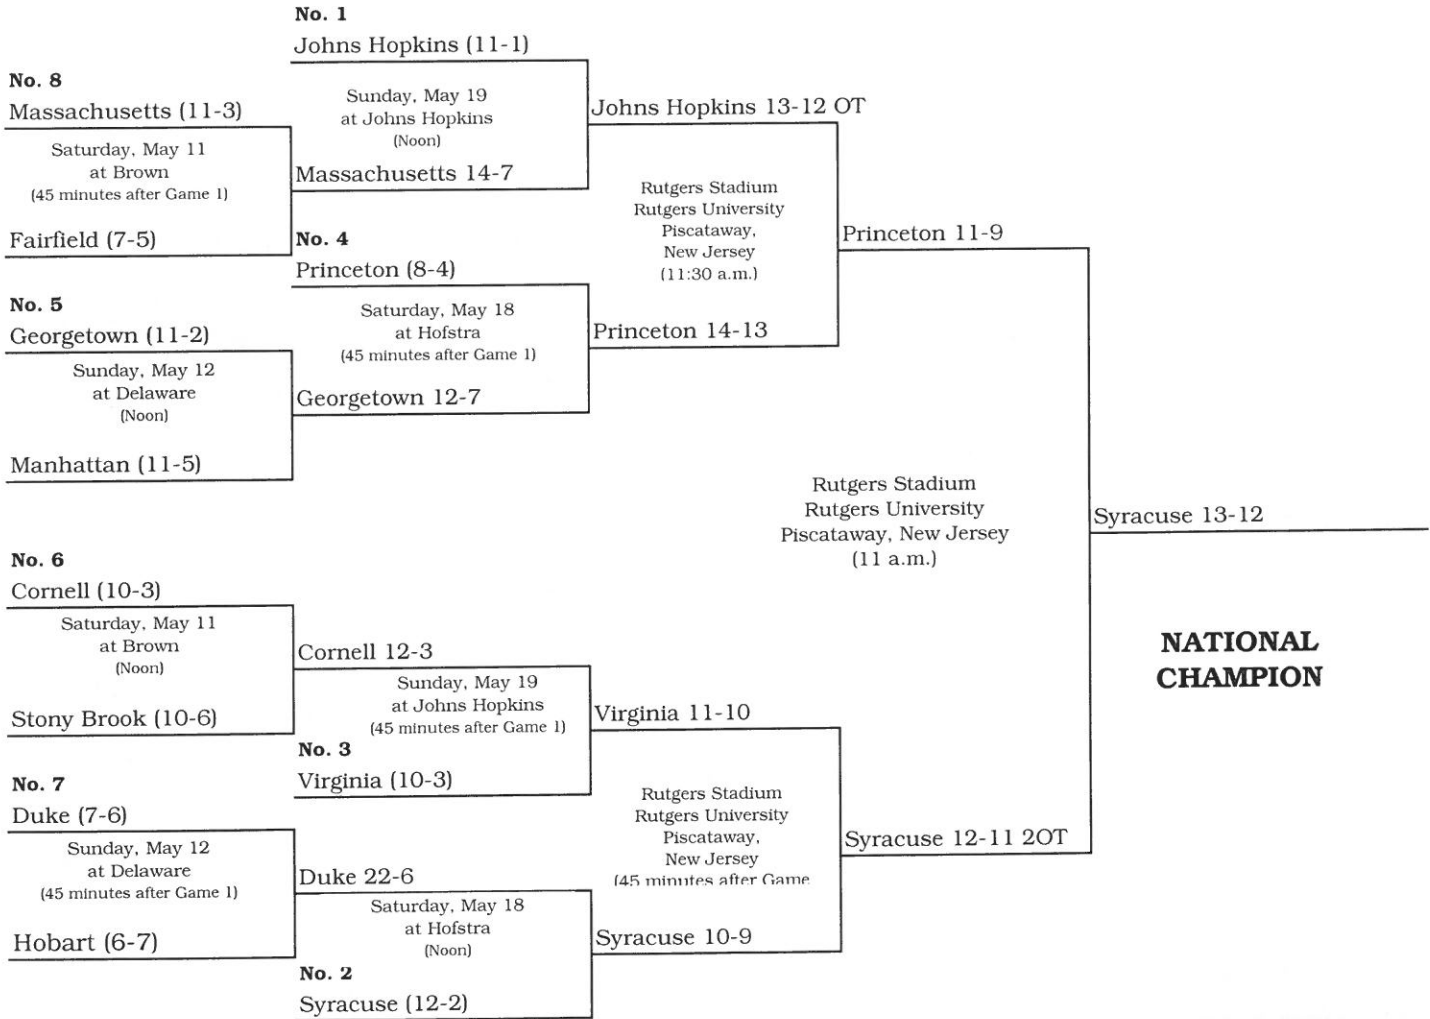 No. 1
Johns Hopkins (11-1)
No. 8
Massachusetts (11-3)
Sunday, May 19
at Johns Hopkins
(Noon)
Johns Hopkins 13-12 OT
Saturday, May 11
at Brown
(45 minutes after Game 1)
Massachusetts 14-7
Fairfield (7-5)
No. 4
Princeton (8-4)
Rutgers Stadium
Rutgers University
Piscataway,
New Jersey
(11:30 a.m.)
Princeton 11-9
No. 5
Georgetown (11-2)
Saturday, May 18
at Hofstra
(45 minutes after Game 1)
Princeton 14-13
Sunday, May 12
at Delaware
(Noon)
Georgetown 12-7
Manhattan (11-5)
Rutgers Stadium
Rutgers University
Piscataway, New Jersey
(11 a.m.)
Syracuse 13-12
NATIONAL
CHAMPION
No. 6
Cornell (10-3)
Saturday, May 11
at Brown
(Noon)
Cornell 12-3
Stony Brook (10-6)
Sunday, May 19
at Johns Hopkins
(45 minutes after Game 1)
Virginia 11-10
No. 3
Virginia (10-3)
No. 7
Duke (7-6)
Rutgers Stadium
Rutgers University
Piscataway,
New Jersey
(45 minutes after Game
Syracuse 12-11 2OT
Sunday, May 12
at Delaware
(45 minutes after Game 1)
Duke 22-6
Hobart (6-7)
Saturday, May 18
at Hofstra
(Noon)
Syracuse 10-9
No. 2
Syracuse (12-2)